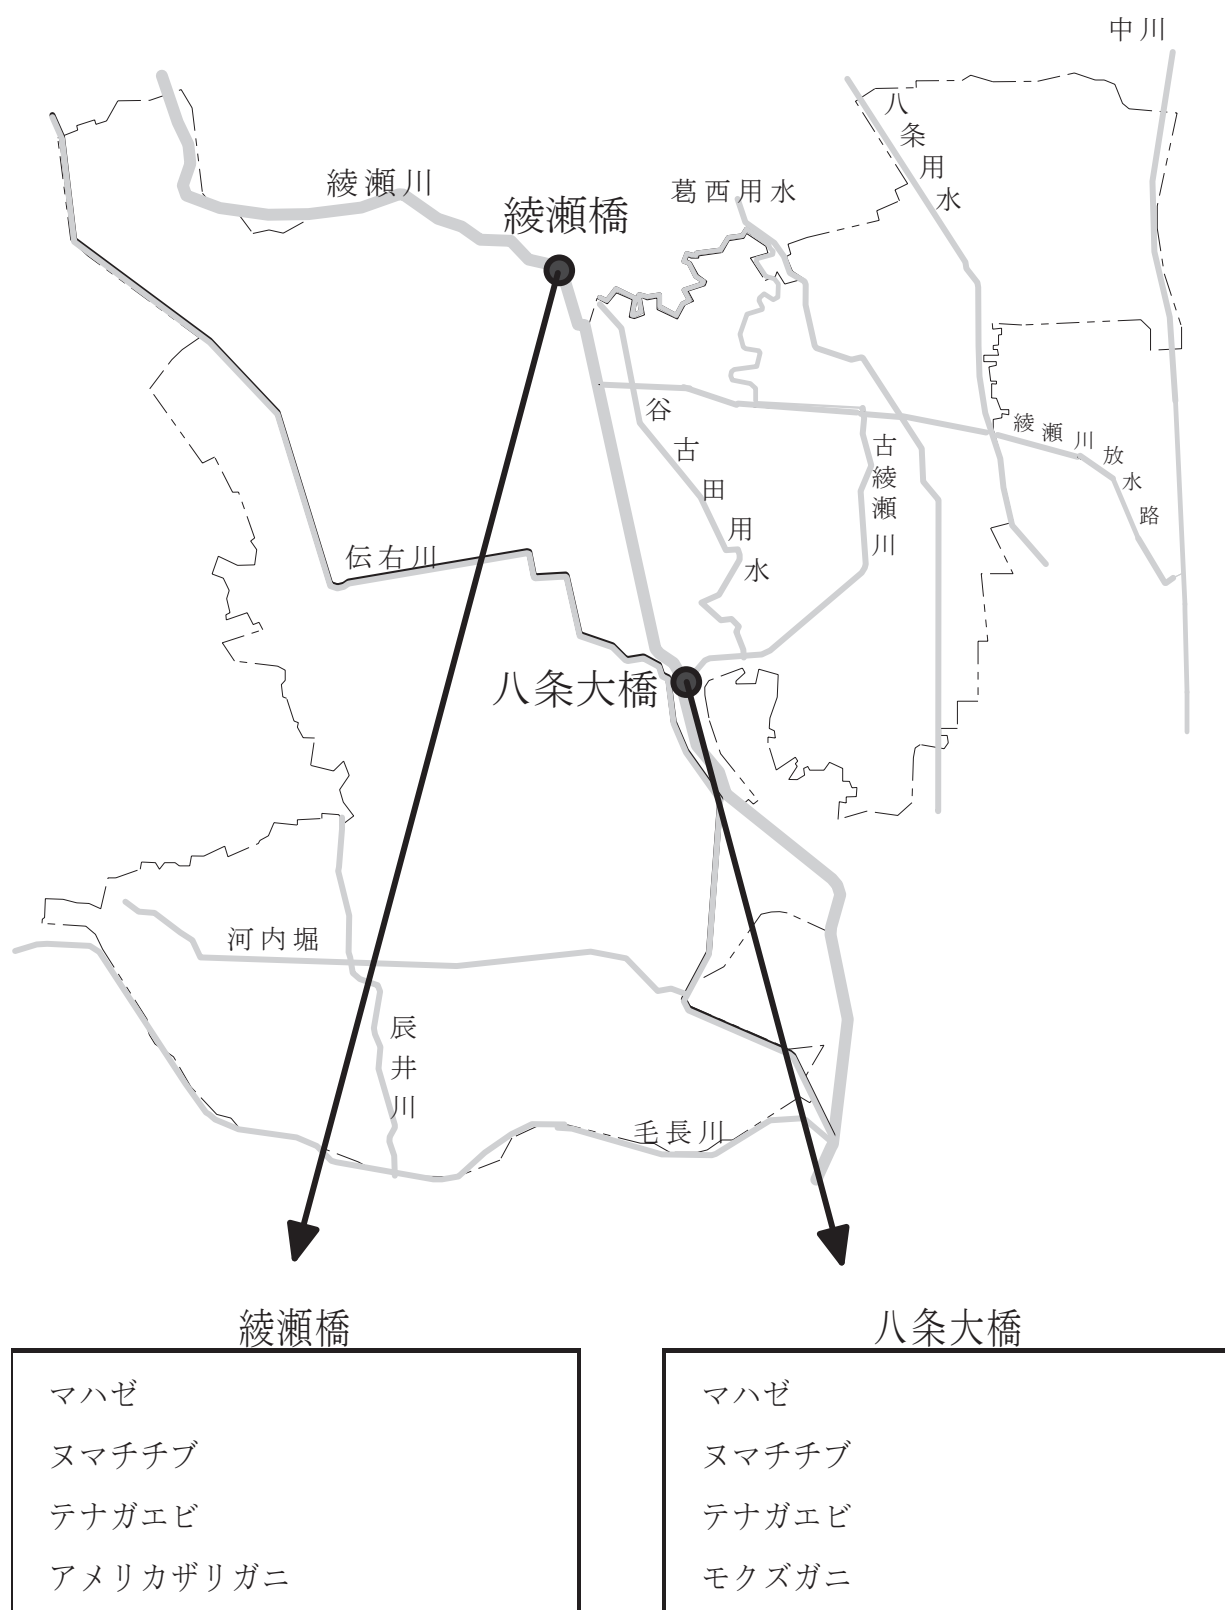 中川
八条用水
綾瀬川
葛西用水
綾瀬橋
谷古田用水
古綾瀬川
綾瀬川放水路
伝右川
八条大橋
河内堀
辰井川
毛長川
綾瀬橋
マハゼ
ヌマチチブ
テナガエビ
アメリカザリガニ
八条大橋
マハゼ
ヌマチチブ
テナガエビ
モクズガニ